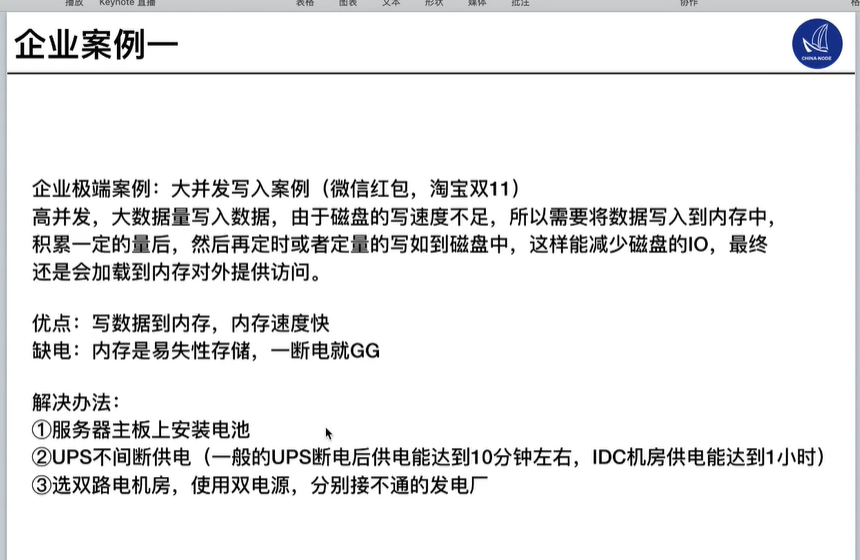 播放 Keynote 直播 表格 图表 文本 形状 媒体 批注 协作
企业案例一
CHINA-NODE
企业极端案例：大并发写入案例（微信红包，淘宝双11）
高并发，大数据量写入数据，由于磁盘的写速度不足，所以需要将数据写入到内存中，
积累一定的量后，然后再定时或者定量的写如到磁盘中，这样能减少磁盘的IO，最终
还是会加载到内存对外提供访问。
优点：写数据到内存，内存速度快
缺电：内存是易失性存储，一断电就GG
解决办法：
①服务器主板上安装电池
②UPS不间断供电（一般的UPS断电后供电能达到10分钟左右，IDC机房供电能达到1小时）
③选双路电机房，使用双电源，分别接不通的发电厂